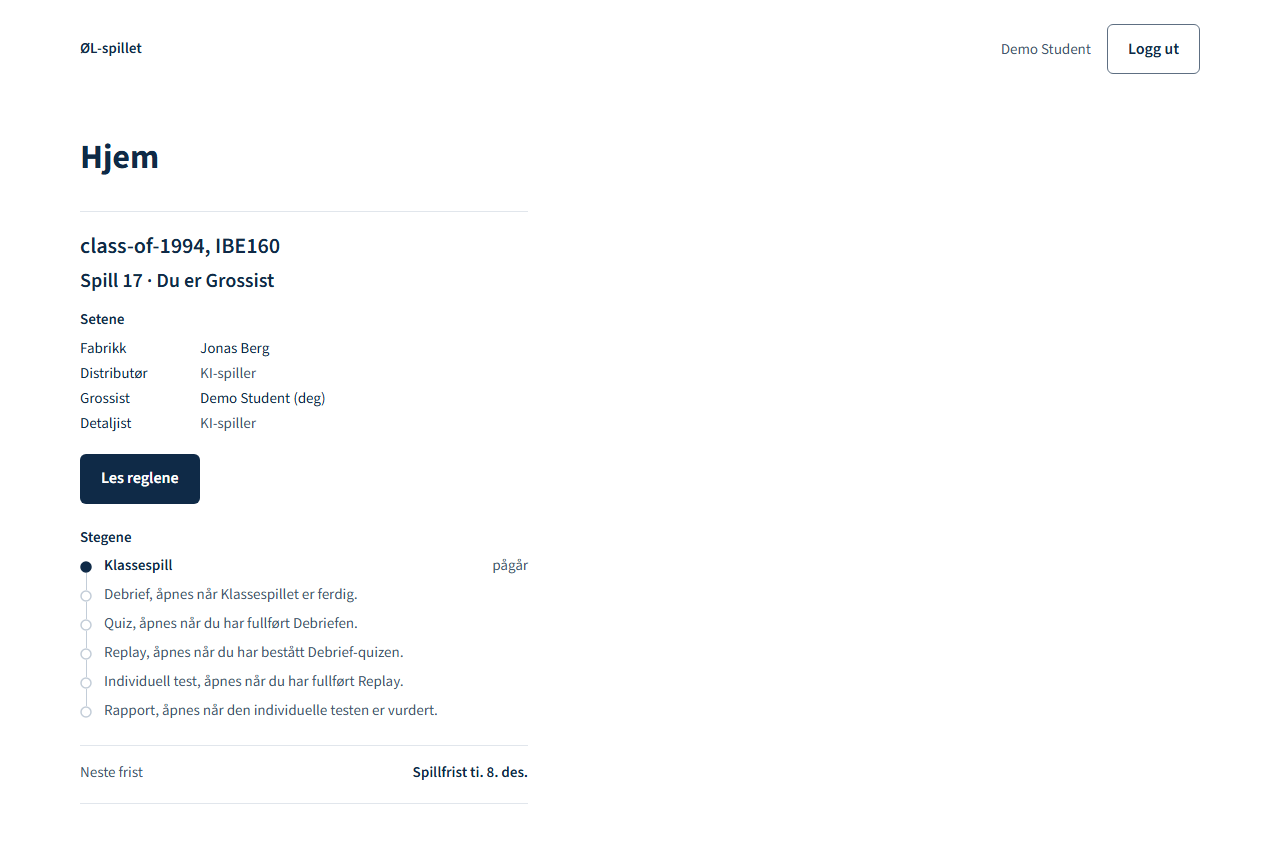 ØL-spillet
Demo Student
Logg ut
Hjem
class-of-1994, IBE160
Spill 17 · Du er Grossist
Setene
Fabrikk Jonas Berg
Distributør KI-spiller
Grossist Demo Student (deg)
Detaljist KI-spiller
Les reglene
Stegene
Klassespill pågår
Debrief, åpnes når Klassespillet er ferdig.
Quiz, åpnes når du har fullført Debriefen.
Replay, åpnes når du har bestått Debrief-quizen.
Individuell test, åpnes når du har fullført Replay.
Rapport, åpnes når den individuelle testen er vurdert.
Neste frist Spillfrist ti. 8. des.